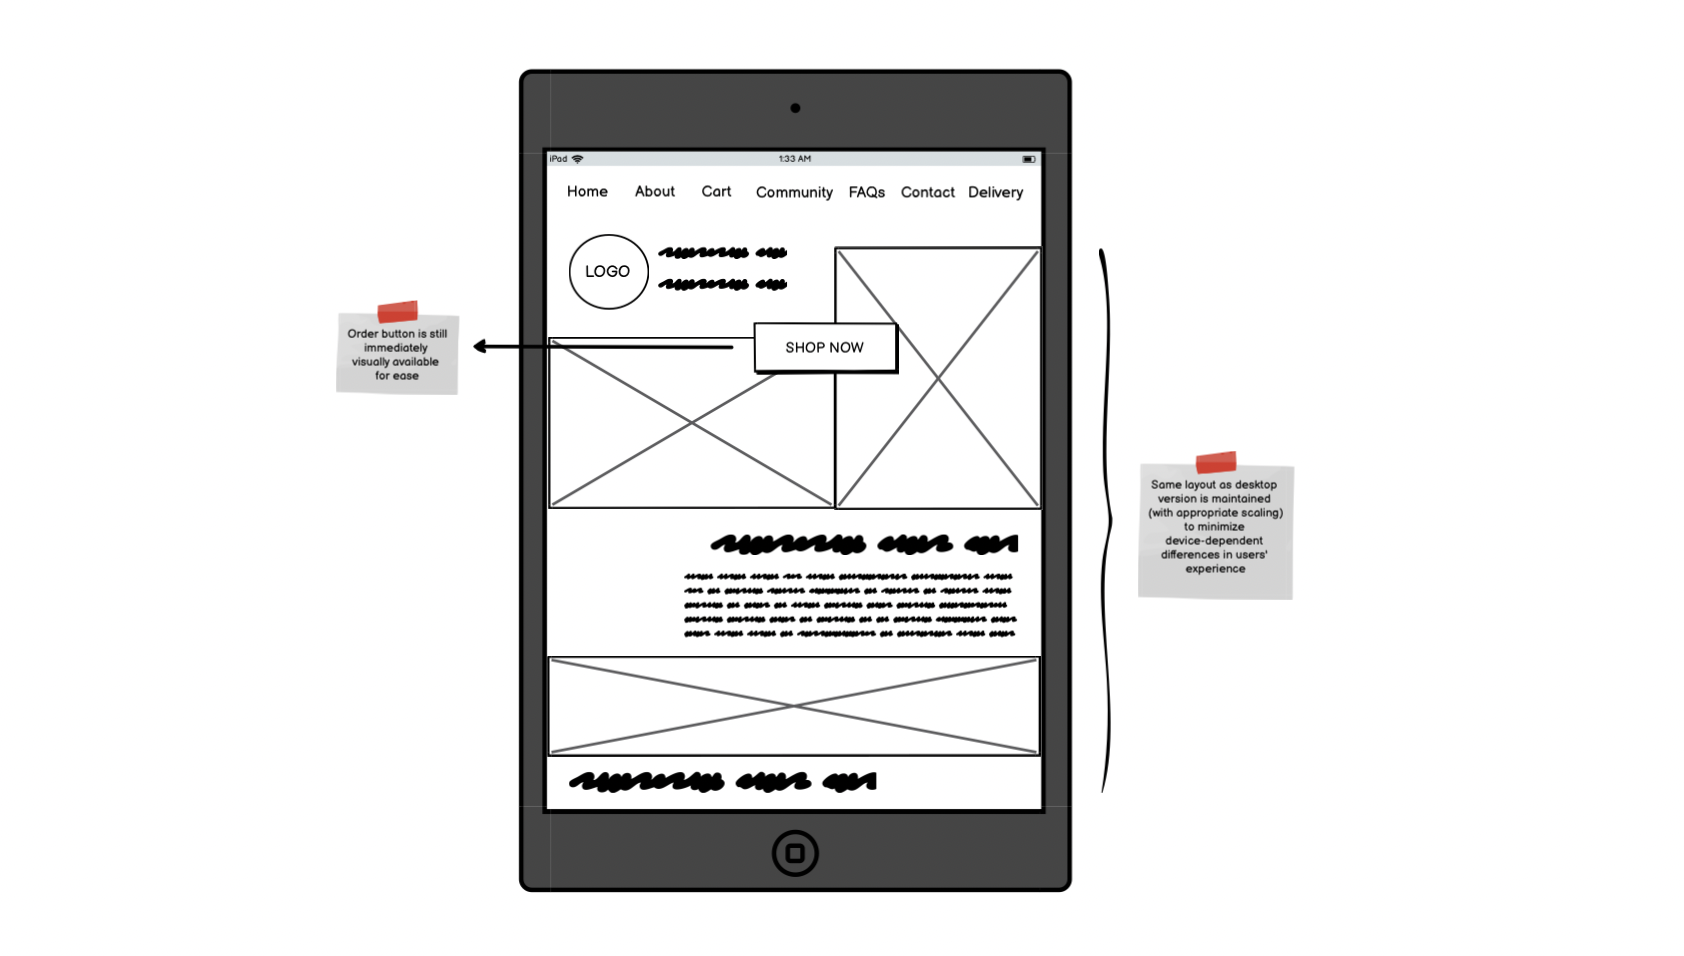 iPad
1:33 AM
Home About Cart Community FAQs Contact Delivery
LOGO
SHOP NOW
Order button is still
immediately
visually available
for ease
Same layout as desktop
version is maintained
(with appropriate scaling)
to minimize
device-dependent
differences in users'
experience